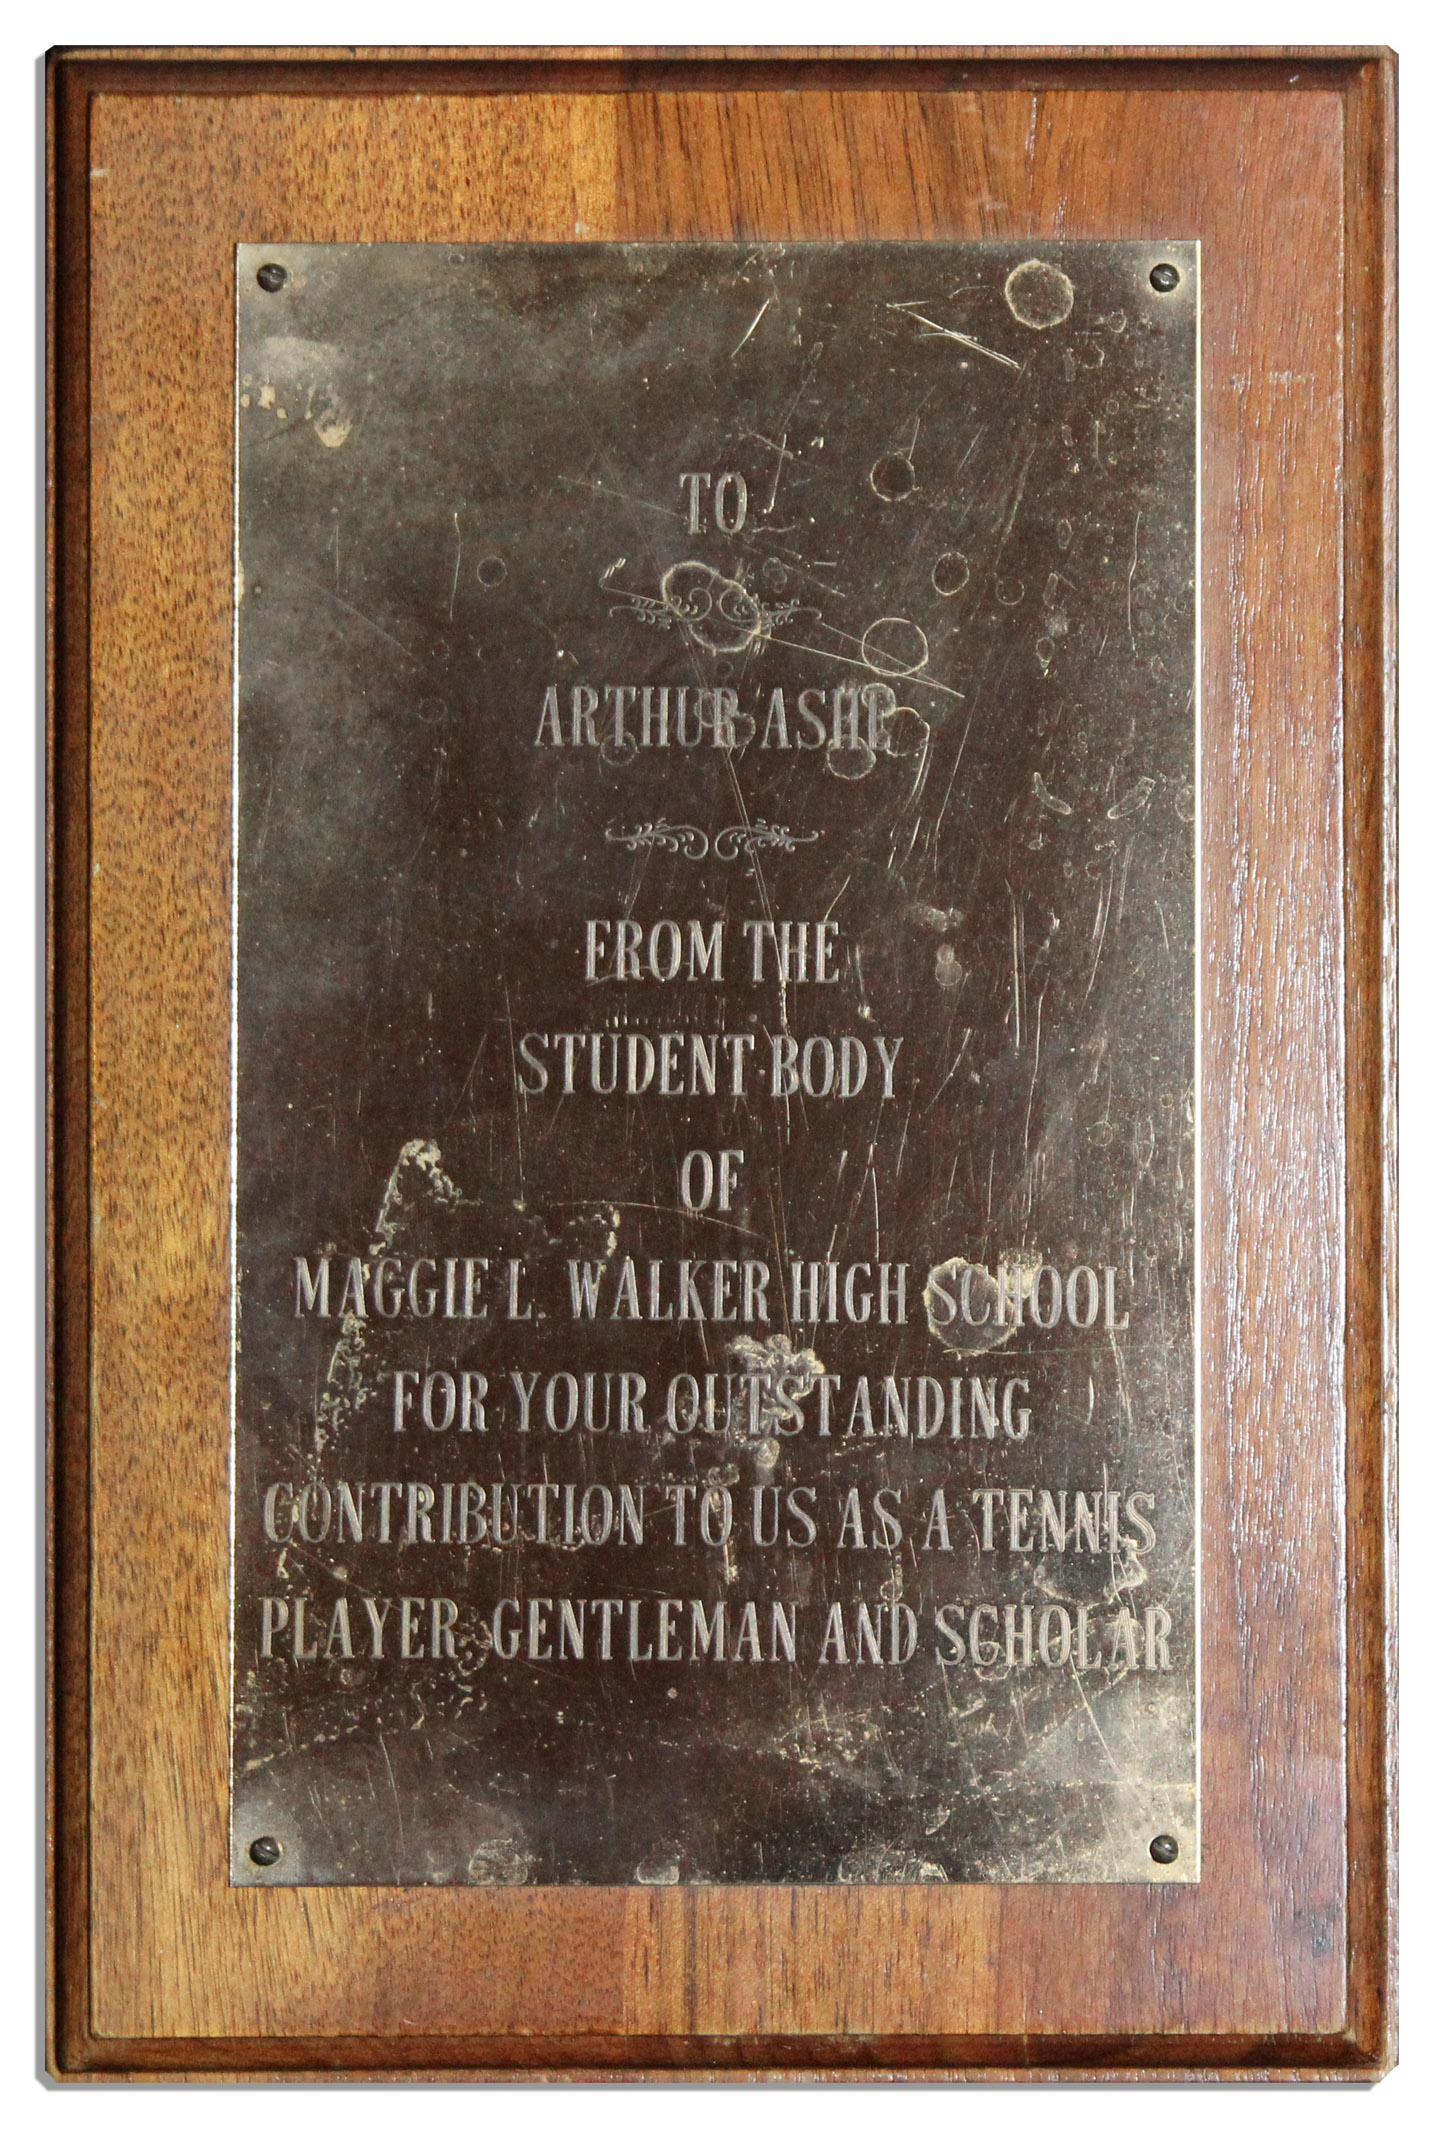 TO
ARTHUR ASHE
FROM THE
STUDENT BODY
OF
MAGGIE L. WALKER HIGH SCHOOL
FOR YOUR OUTSTANDING
CONTRIBUTION TO US AS A TENNIS
PLAYER, GENTLEMAN AND SCHOLAR